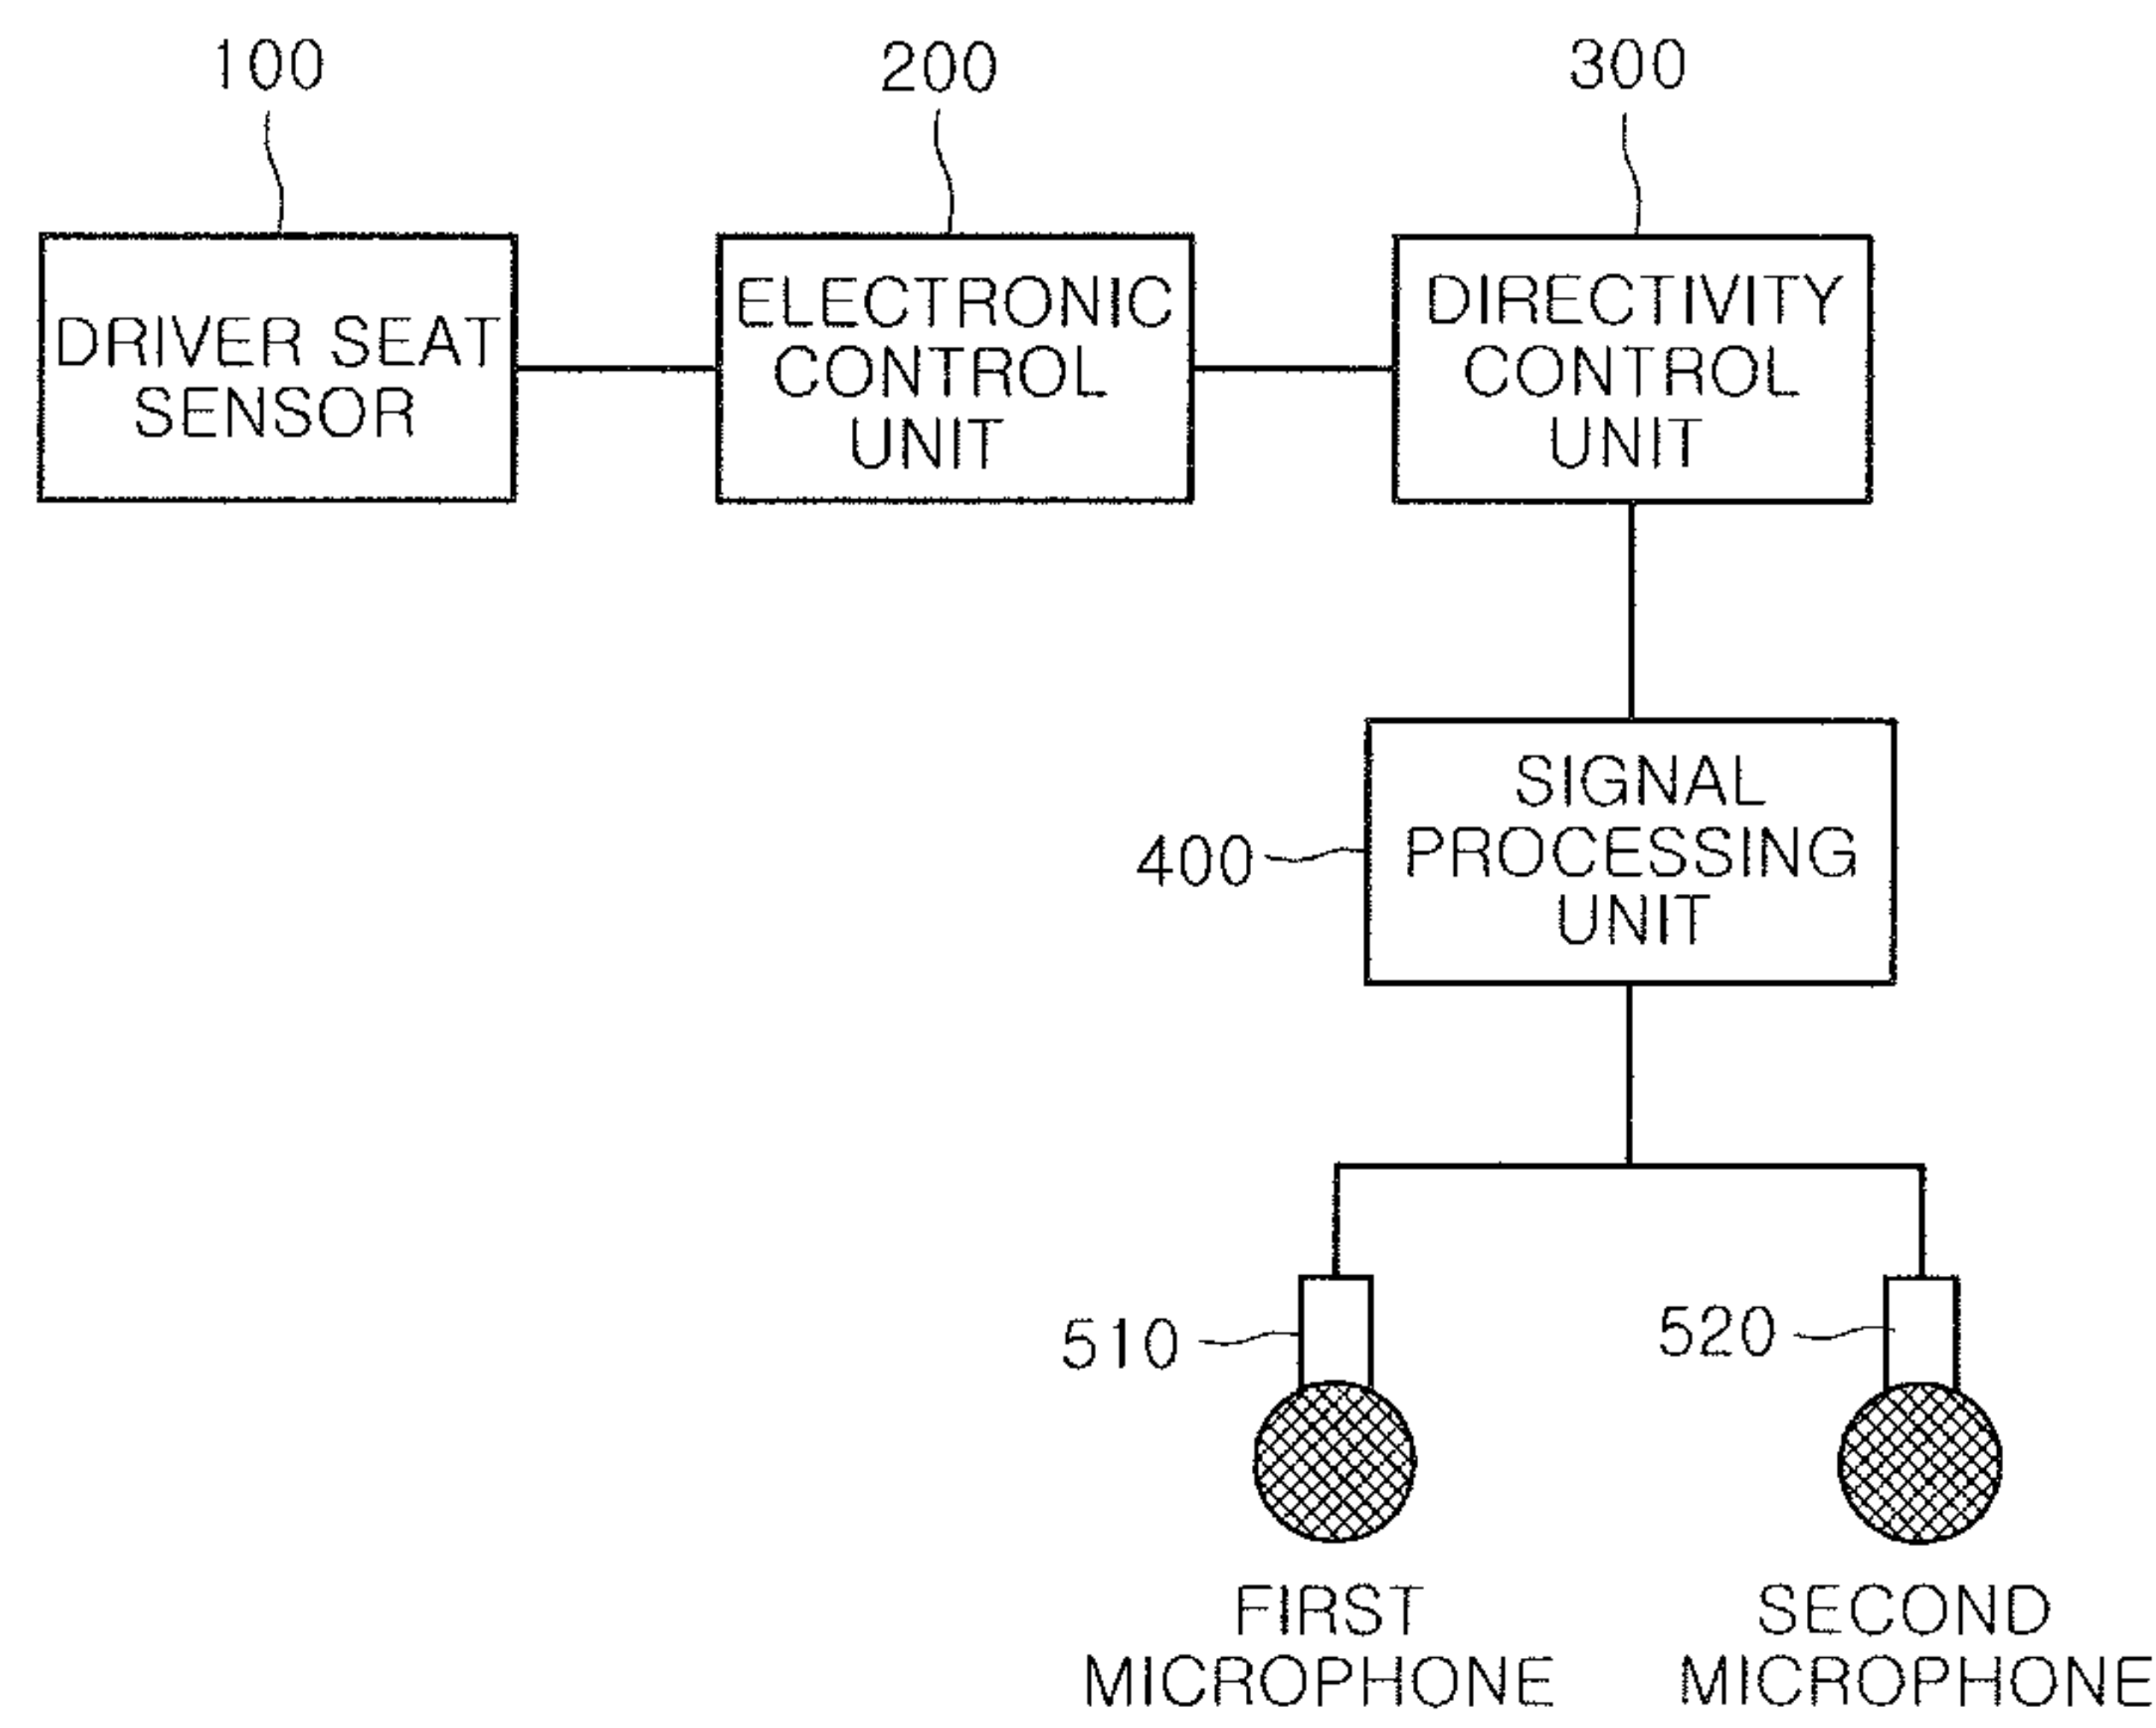 100
200
300
DRIVER SEAT
SENSOR
ELECTRONIC
CONTROL
UNIT
DIRECTIVITY
CONTROL
UNIT
400
SIGNAL
PROCESSING
UNIT
510
520
FIRST
MICROPHONE
SECOND
MICROPHONE